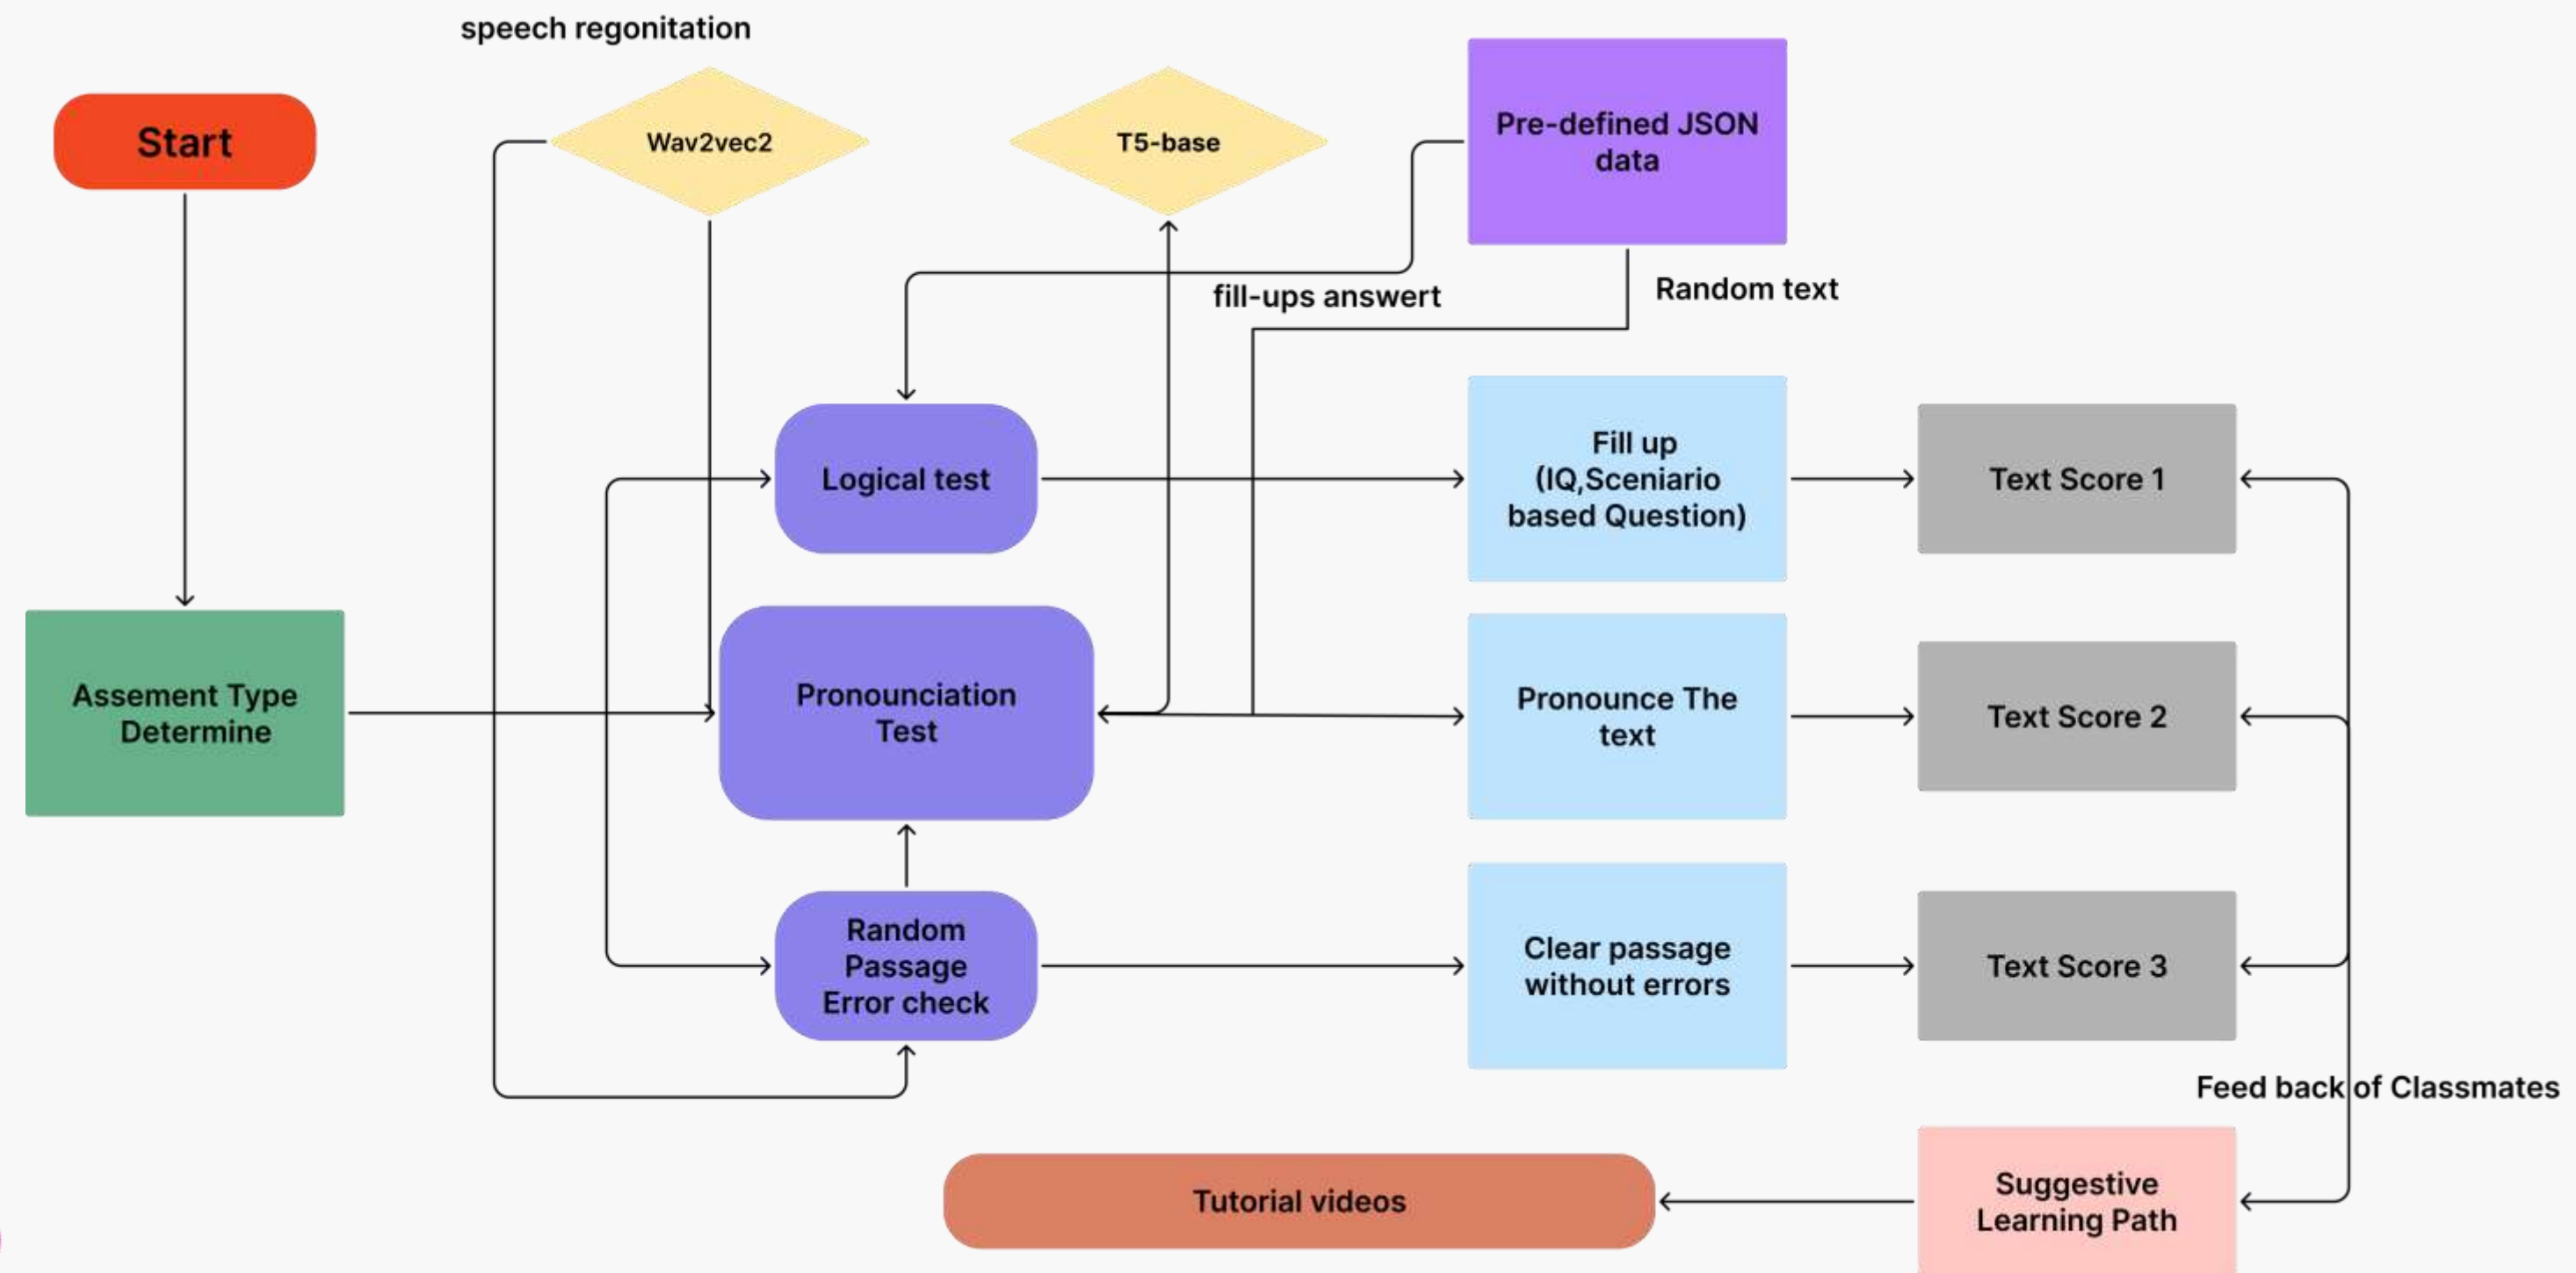 speech regonitation
Start
Wav2vec2
T5-base
Pre-defined JSON
data
fill-ups answert
Random text
Logical test
Fill up
(IQ,Sceniario
based Question)
Text Score 1
Assement Type
Determine
Pronounciation
Test
Pronounce The
text
Text Score 2
Random
Passage
Error check
Clear passage
without errors
Text Score 3
Feed back of Classmates
Tutorial videos
Suggestive
Learning Path